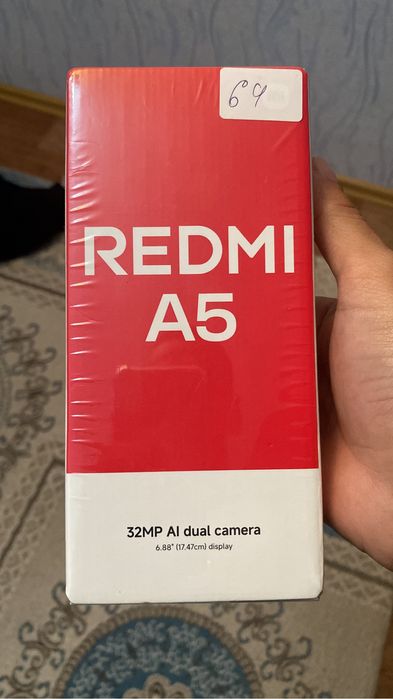 64
REDMI
A5
32MP AI dual camera
6.88" (17.47cm) display